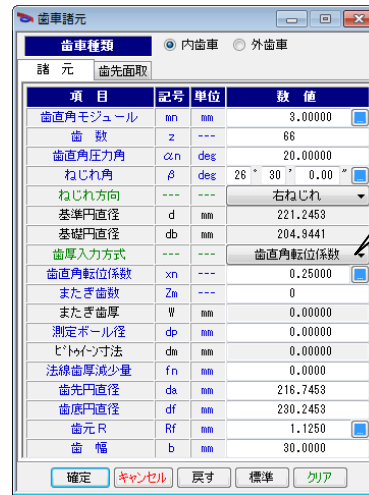 歯車諸元
歯車種類 内歯車 外歯車
諸 元 歯先面取
項 目 記号 単位 数 値
歯直角モジュール mn mm 3.00000
歯 数 z --- 66
歯直角圧力角 αn deg 20.00000
ねじれ角 β deg 26 ° 30 ' 0.00 "
ねじれ方向 --- --- 右ねじれ
基準円直径 d mm 221.2453
基礎円直径 db mm 204.9441
歯厚入力方式 --- --- 歯直角転位係数
歯直角転位係数 xn --- 0.25000
またぎ歯数 Zm --- 0
またぎ歯厚 W mm 0.00000
測定ボール径 dp mm 0.00000
ビトゥイーン寸法 dm mm 0.00000
法線歯厚減少量 fn mm 0.0000
歯先円直径 da mm 216.7453
歯底円直径 df mm 230.2453
歯元R Rf mm 1.1250
歯 幅 b mm 30.0000
確定 キャンセル 戻す 標準 クリア